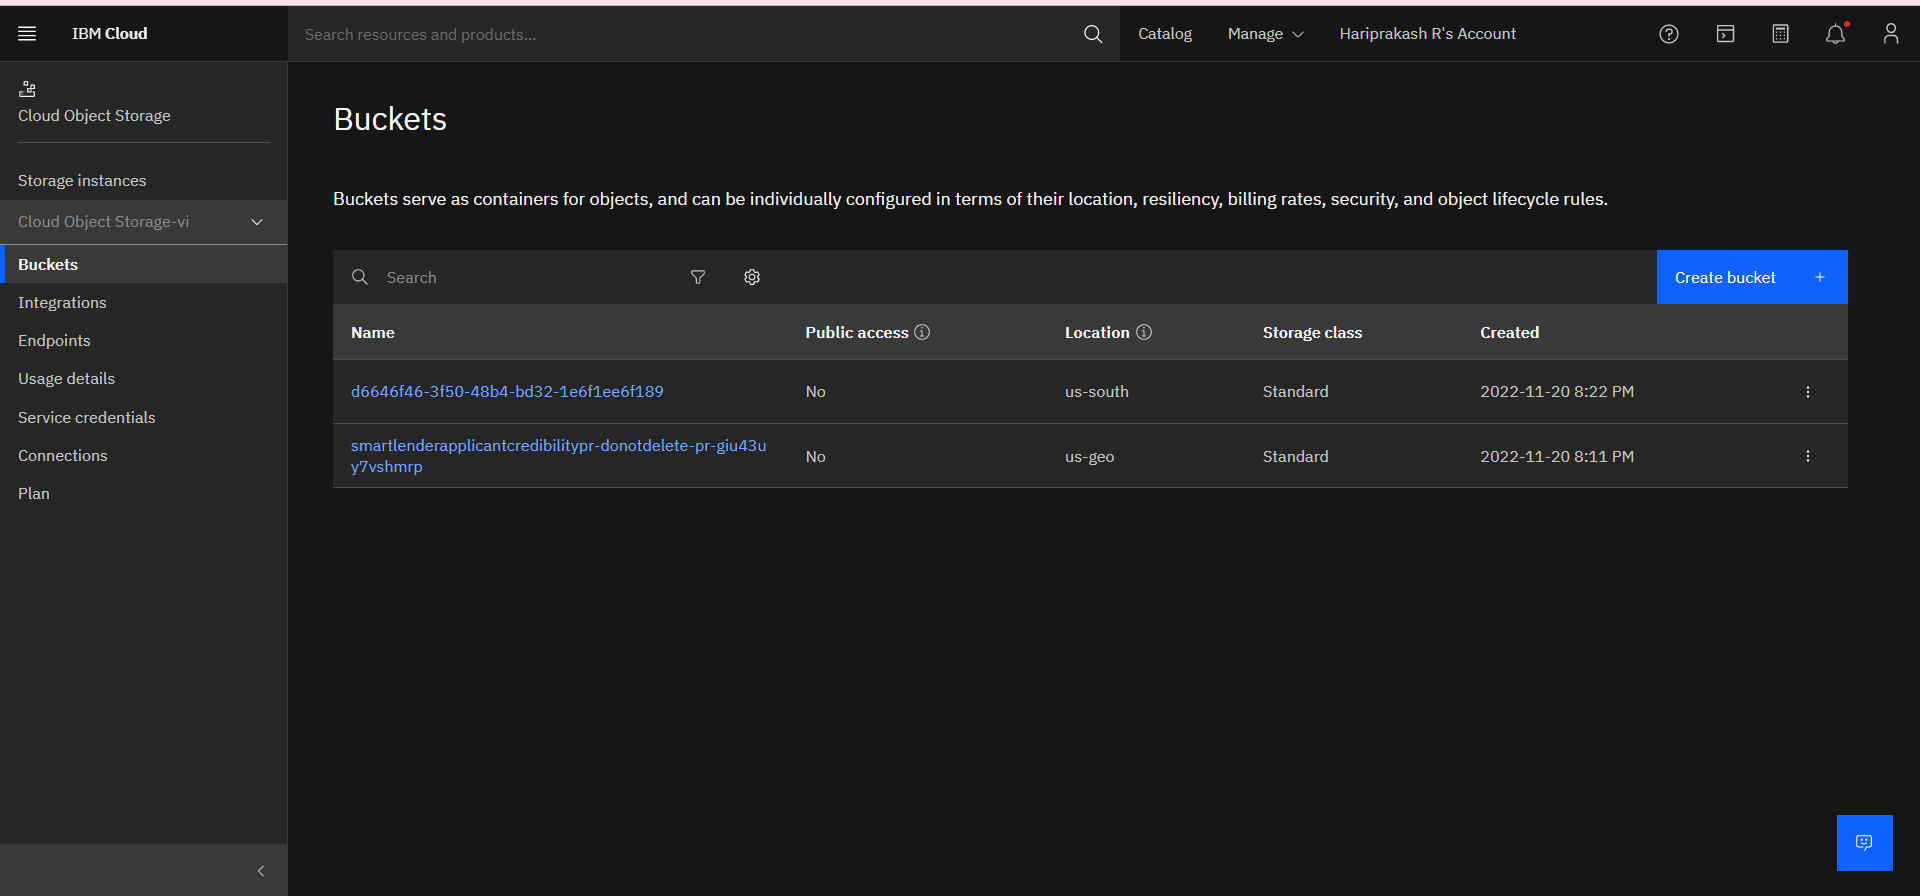 IBM Cloud
Search resources and products...
Catalog
Manage
Hariprakash R's Account
Cloud Object Storage
Storage instances
Cloud Object Storage-vi
Buckets
Integrations
Endpoints
Usage details
Service credentials
Connections
Plan
Buckets
Buckets serve as containers for objects, and can be individually configured in terms of their location, resiliency, billing rates, security, and object lifecycle rules.
Search
Create bucket +
Name Public access Location Storage class Created
d6646f46-3f50-48b4-bd32-1e6f1ee6f189 No us-south Standard 2022-11-20 8:22 PM
smartlenderapplicantcredibilitypr-donotdelete-pr-giu43u
y7vshmrp No us-geo Standard 2022-11-20 8:11 PM